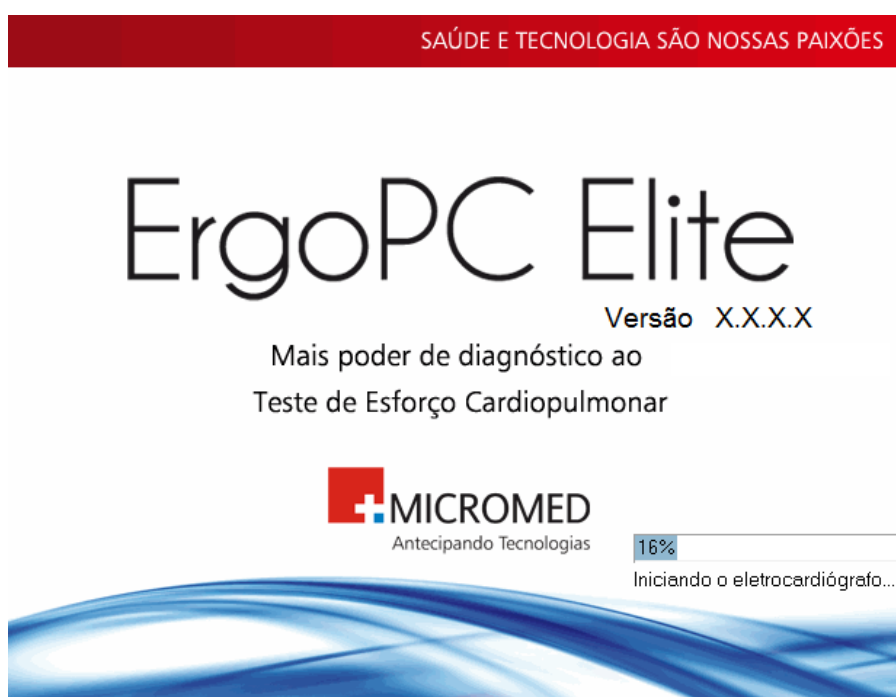 SAÚDE E TECNOLOGIA SÃO NOSSAS PAIXÕES
ErgoPC Elite
Versão X.X.X.X
Mais poder de diagnóstico ao
Teste de Esforço Cardiopulmonar
MICROMED
Antecipando Tecnologias
16%
Iniciando o eletrocardiógrafo...